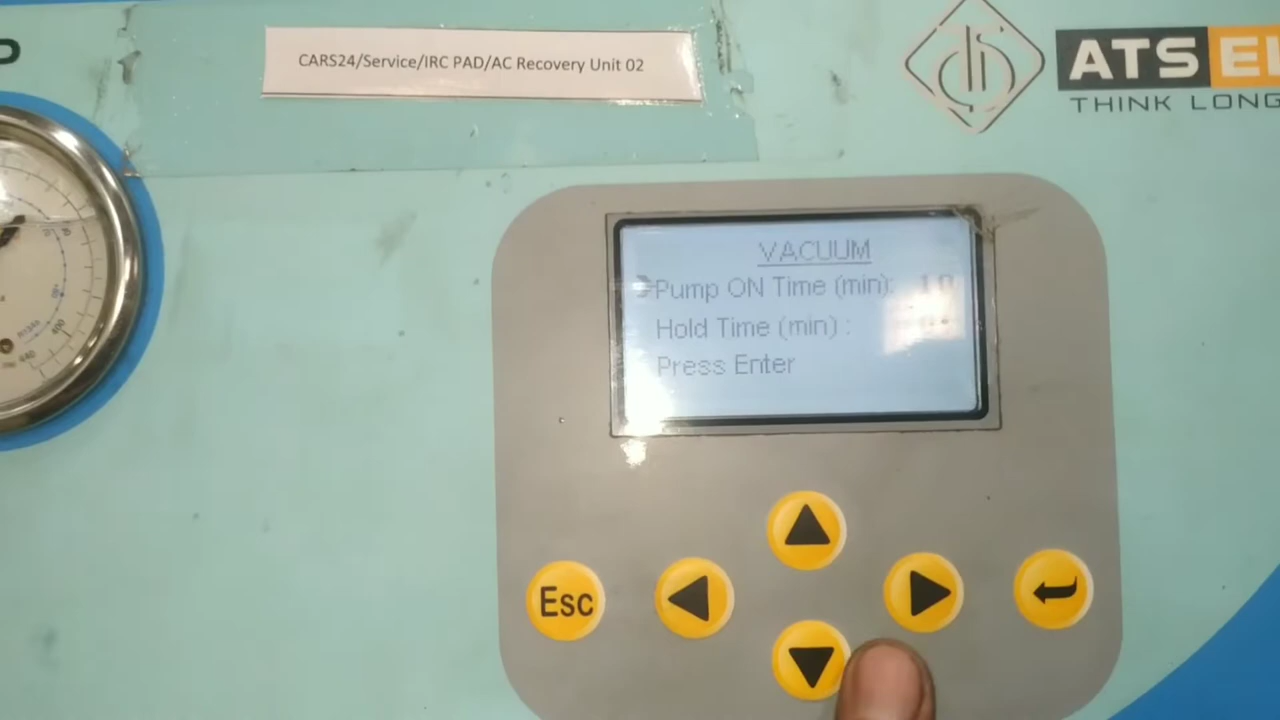 CARS24/Service/IRC PAD/AC Recovery Unit 02
ATS
THINK LONG
VACUUM
Pump ON Time (min): 10
Hold Time (min) :
Press Enter
Esc